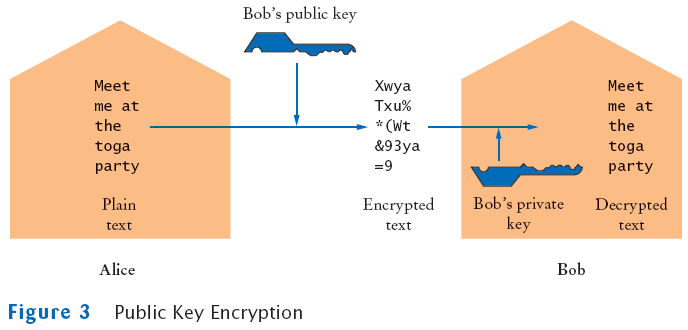 Bob's public key
Meet
me at
the
toga
party
Plain
text
Alice
Xwya
Txu%
*(Wt
&93ya
=9
Encrypted
text
Bob's private
key
Meet
me at
the
toga
party
Decrypted
text
Bob
Figure 3 Public Key Encryption